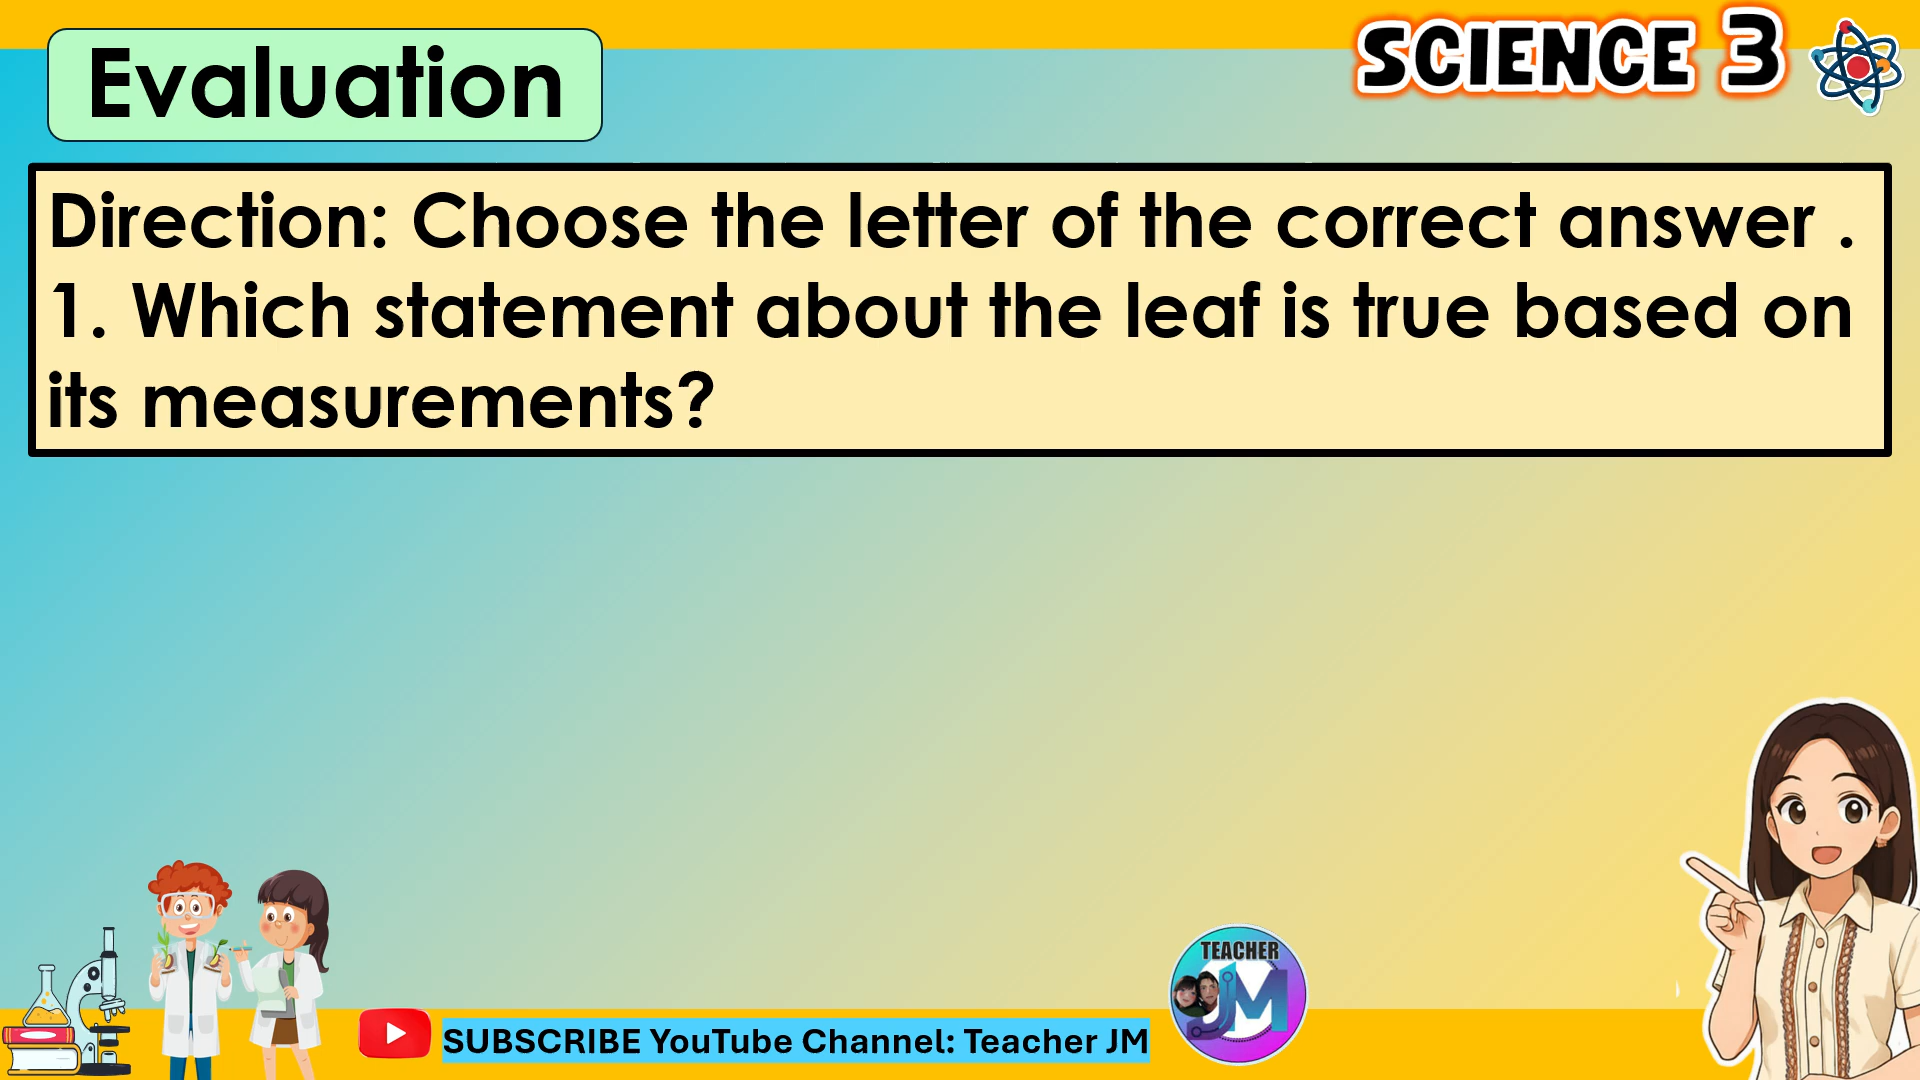 Evaluation
SCIENCE 3
Direction: Choose the letter of the correct answer .
1. Which statement about the leaf is true based on
its measurements?
TEACHER
JM
SUBSCRIBE YouTube Channel: Teacher JM